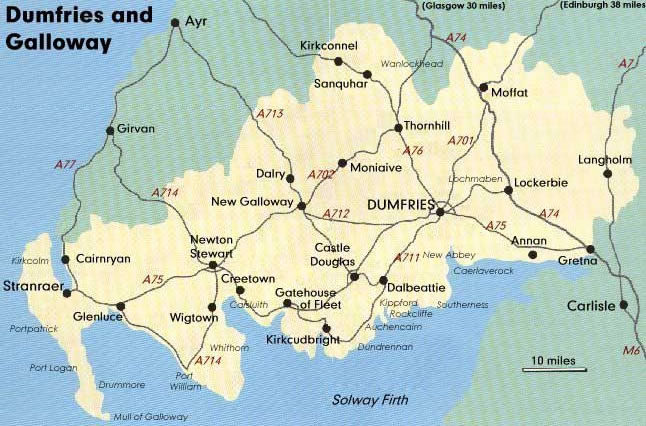 Dumfries and
Galloway
(Glasgow 30 miles)
(Edinburgh 38 miles
Ayr
A74
Kirkconnel
Wanlockhead
A7
Sanquhar
Moffat
A713
Girvan
Thornhill
A701
A76
Langholm
A77
Moniaive
Dalry
A702
Lochmaben
Lockerbie
A714
New Galloway
DUMFRIES
A712
A74
A75
Newton
Stewart
Castle
Douglas
Annan
Gretna
Kirkcolm
Cairnryan
A711
New Abbey
Caerlaverock
A75
Creetown
Stranraer
Gatehouse
of Fleet
Dalbeattie
Carsluith
Kippford
Rockcliffe
Southerness
Carlisle
Glenluce
Wigtown
Auchencairn
Portpatrick
Kirkcudbright
Dundrennan
Whithorn
M6
A714
Port Logan
10 miles
Port
William
Drummore
Solway Firth
Mull of Galloway